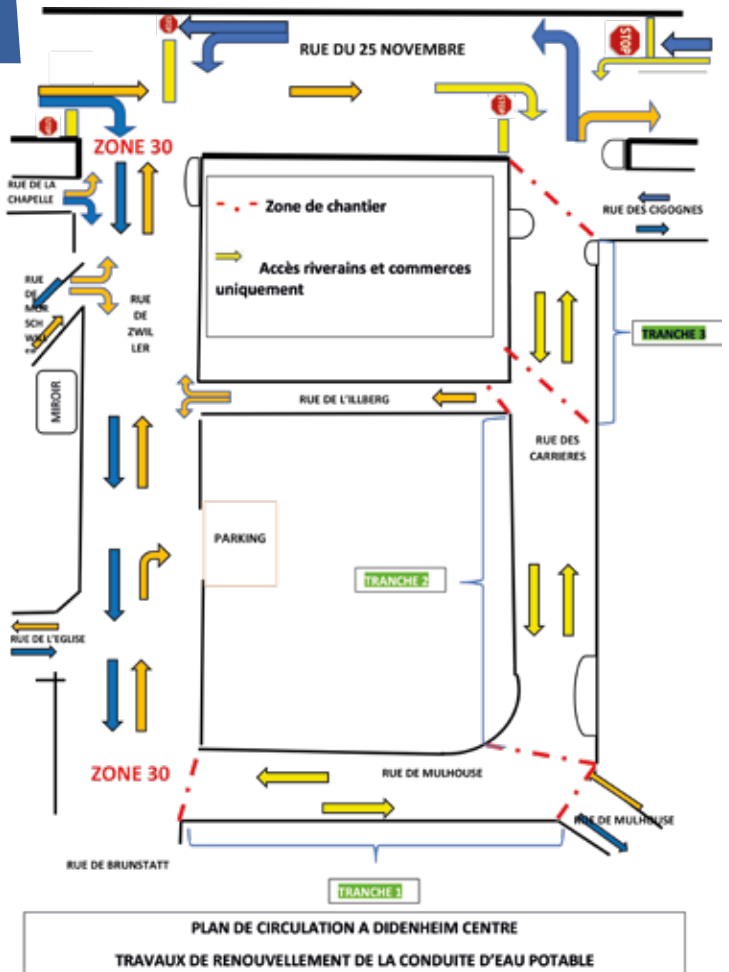 STOP
RUE DU 25 NOVEMBRE
STOP
STOP
STOP
ZONE 30
RUE DE LA
CHAPELLE
Zone de chantier
RUE DES CIGOGNES
Accès riverains et commerces
uniquement
RUE
DE
SCH
RUE
DE
ZWIL
LER
TRANCHE 3
MIROIR
RUE DE L'ILLBERG
RUE DES
CARRIERES
PARKING
TRANCHE 2
RUE DE L'EGLISE
ZONE 30
RUE DE MULHOUSE
RUE DE MULHOUSE
RUE DE BRUNSTATT
TRANCHE 1
PLAN DE CIRCULATION A DIDENHEIM CENTRE
TRAVAUX DE RENOUVELLEMENT DE LA CONDUITE D'EAU POTABLE